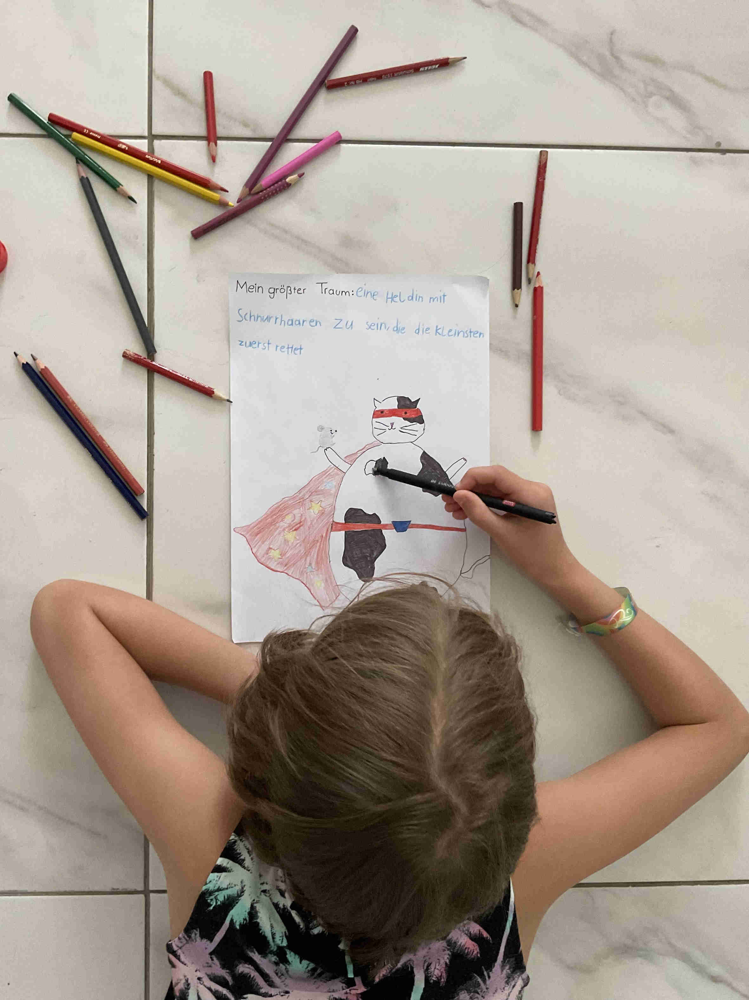 Mein größter Traum: eine Heldin mit
Schnurrhaaren zu sein, die die kleinsten
zuerst rettet